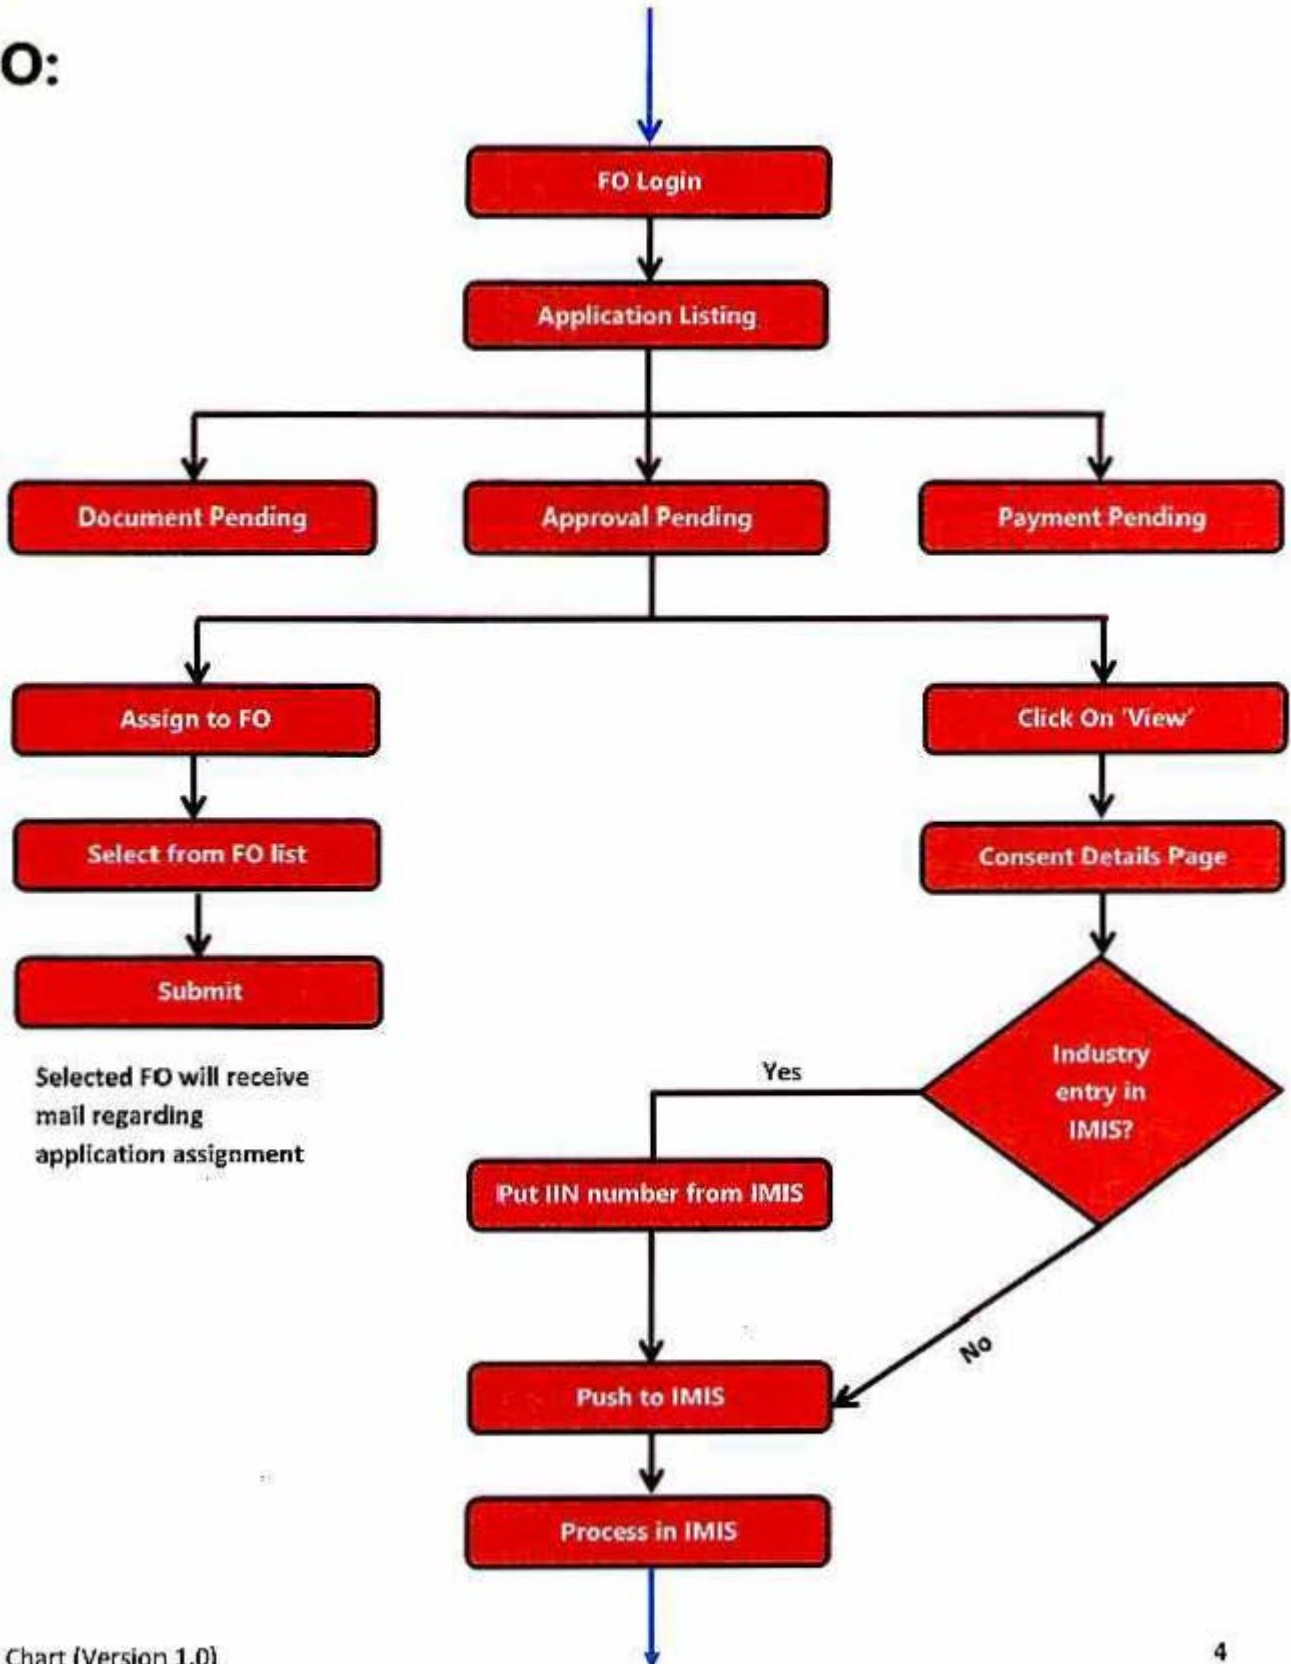 O:
FO Login
Application Listing
Document Pending
Approval Pending
Payment Pending
Assign to FO
Click On 'View'
Select from FO list
Consent Details Page
Submit
Selected FO will receive
mail regarding
application assignment
Industry
entry in
IMIS?
Yes
Put IIN number from IMIS
No
Push to IMIS
Process in IMIS
Chart (Version 1.0)
4